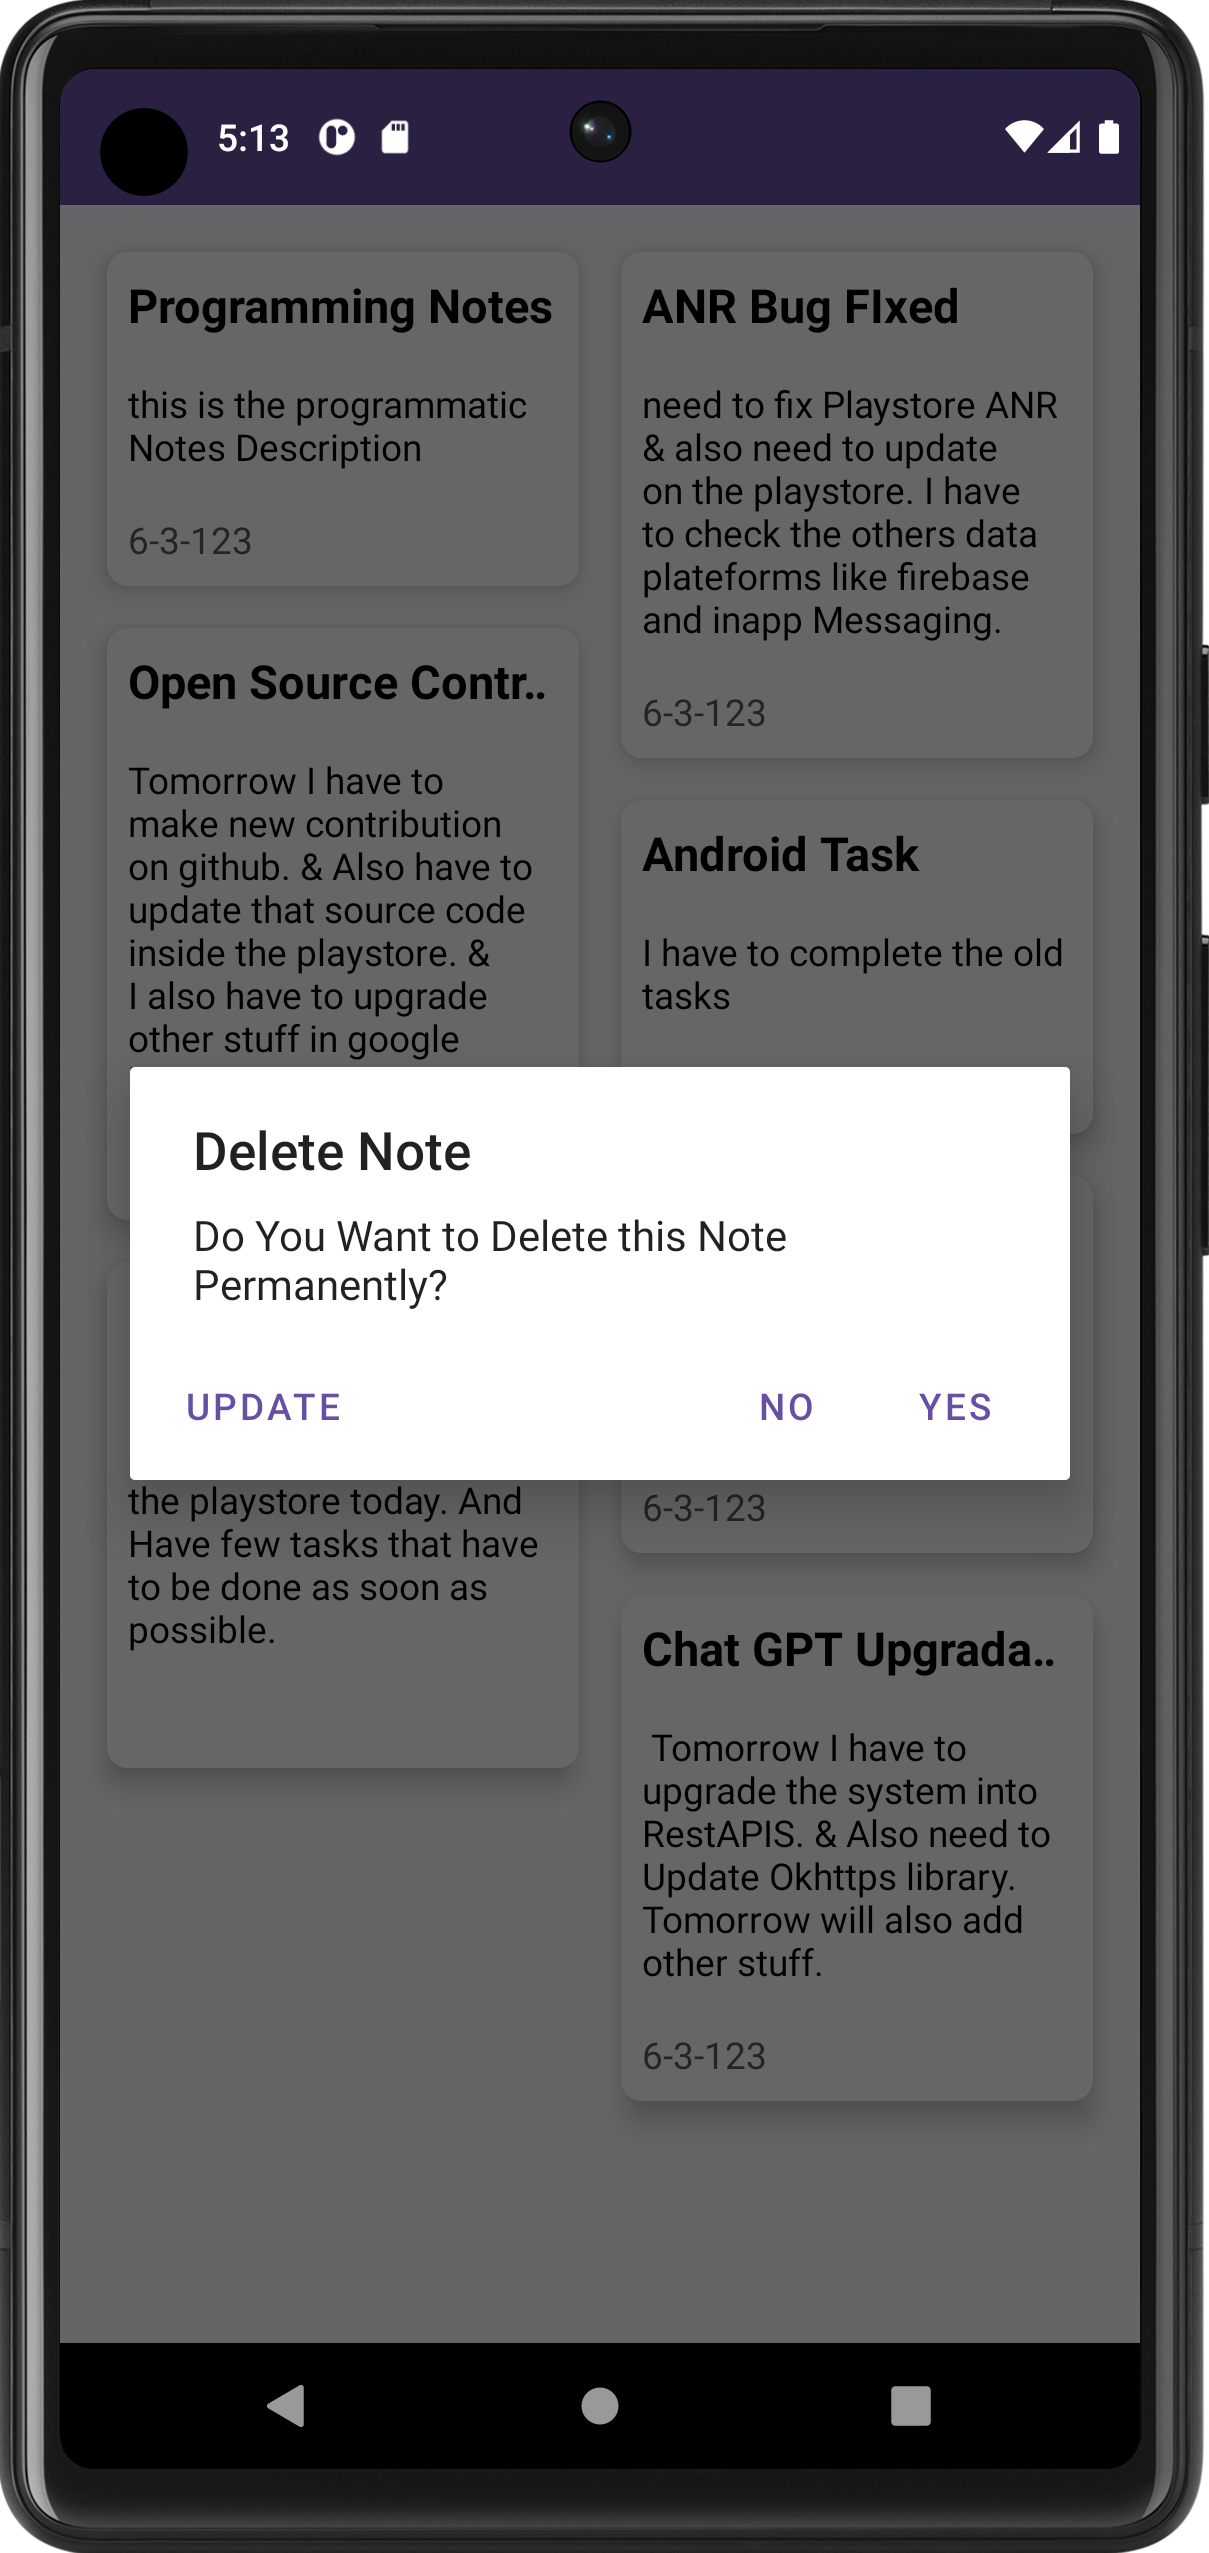 5:13
Programming Notes
this is the programmatic
Notes Description
6-3-123
Open Source Contr..
Tomorrow I have to
make new contribution
on github. & Also have to
update that source code
inside the playstore. &
I also have to upgrade
other stuff in google
ANR Bug FIxed
need to fix Playstore ANR
& also need to update
on the playstore. I have
to check the others data
plateforms like firebase
and inapp Messaging.
6-3-123
Android Task
I have to complete the old
tasks
Delete Note
Do You Want to Delete this Note
Permanently?
UPDATE
NO
YES
the playstore today. And
Have few tasks that have
to be done as soon as
possible.
6-3-123
Chat GPT Upgrada..
Tomorrow I have to
upgrade the system into
RestAPIS. & Also need to
Update Okhttps library.
Tomorrow will also add
other stuff.
6-3-123